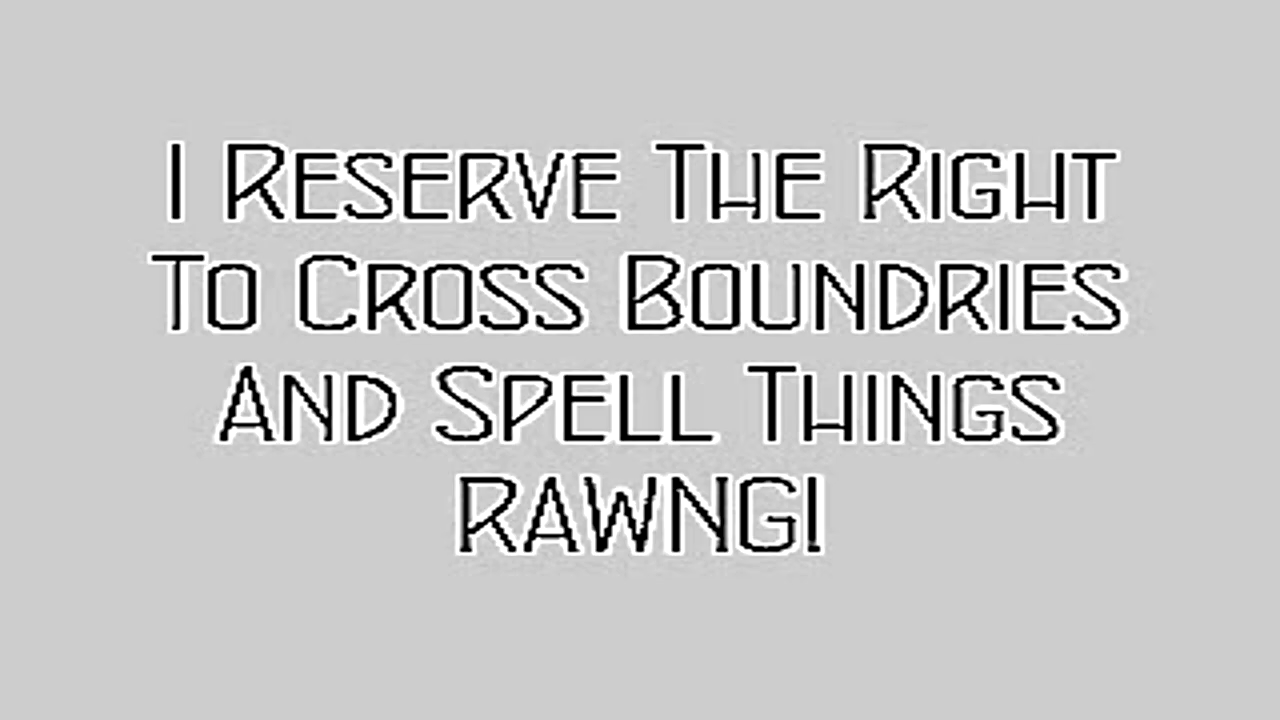 I Reserve The Right
To Cross Boundries
And Spell Things
RAWNG!